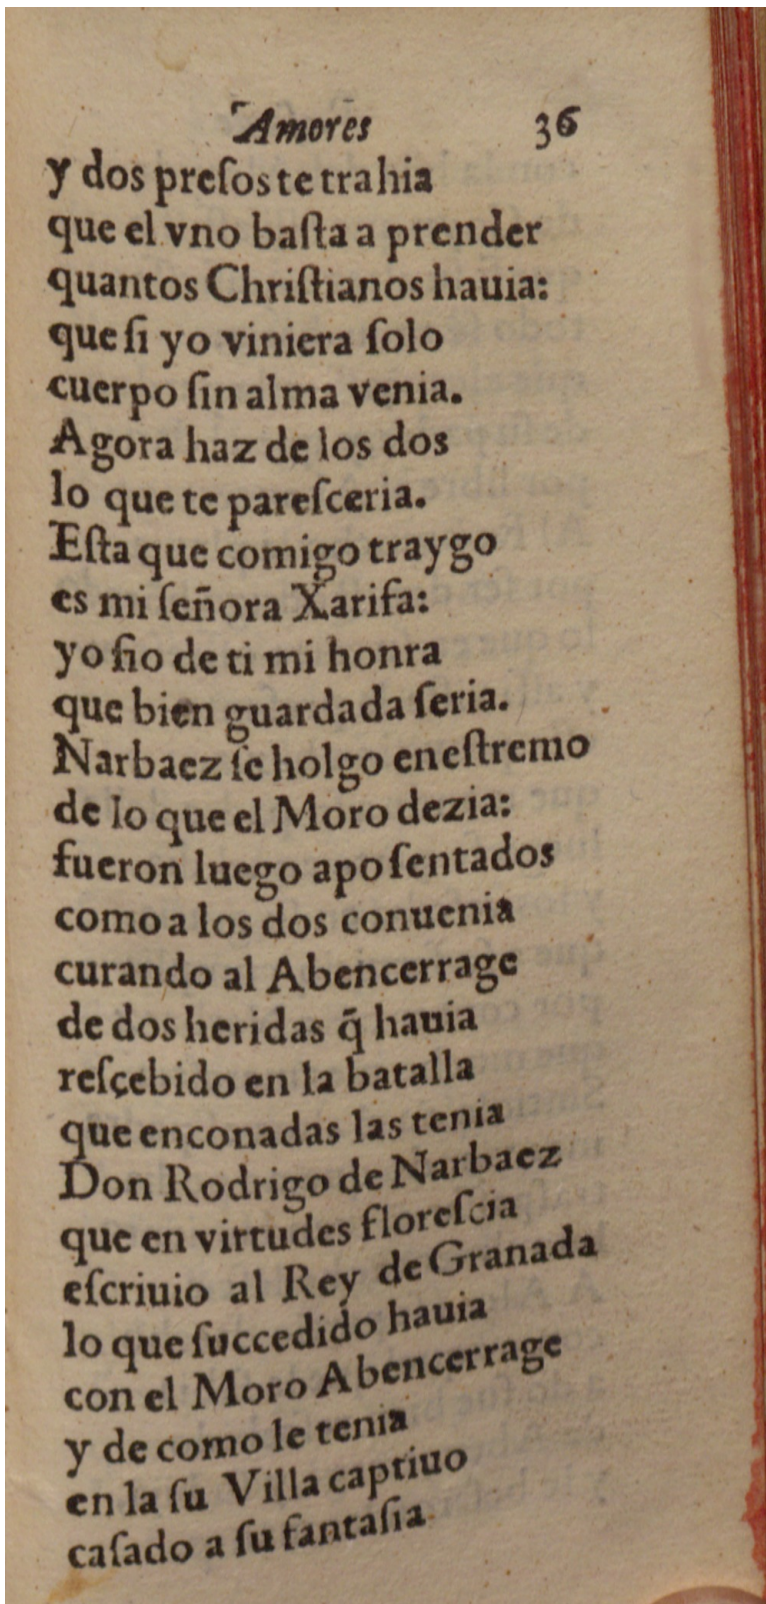 Amores 36
y dos preſos te trahia
que el vno baſta a prender
quantos Chriſtianos hauia:
que ſi yo viniera ſolo
cuerpo ſin alma venia.
Agora haz de los dos
lo que te pareſceria.
Eſta que comigo traygo
es mi ſeñora Xarifa:
yo fio de ti mi honra
que bien guardada ſeria.
Narbaez ſe holgo en eſtremo
de lo que el Moro dezia:
fueron luego apoſentados
como a los dos conuenia
curando al Abencerrage
de dos heridas q̃ hauia
reſçebido en la batalla
que enconadas las tenia
Don Rodrigo de Narbaez
que en virtudes floreſcia
eſcriuio al Rey de Granada
lo que ſuccedido hauia
con el Moro Abencerrage
y de como le tenia
en la ſu Villa captiuo
caſado a ſu fantaſia